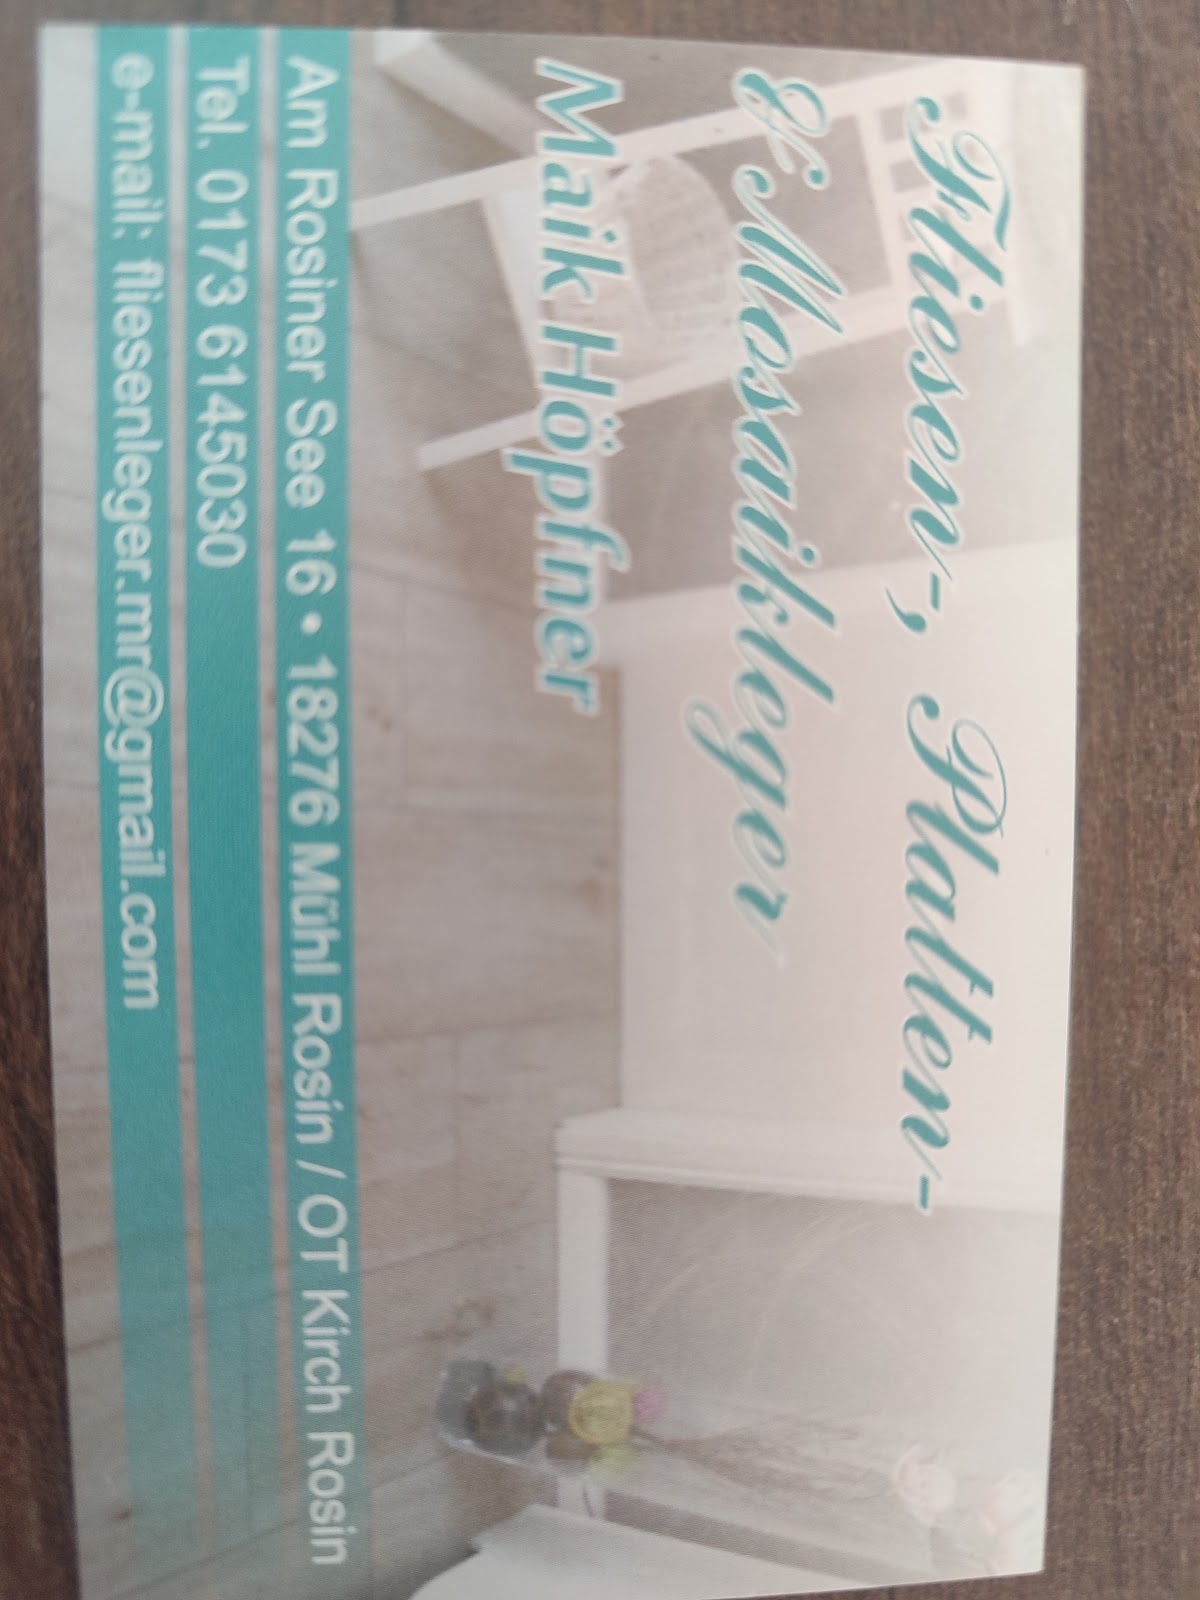 Fliesen-, Platten-
& Mosaikleger
Maik Höpfner
Am Rosiner See 16 • 18276 Mühl Rosin / OT Kirch Rosin
Tel. 0173 6145030
e-mail: fliesenleger.mr@gmail.com